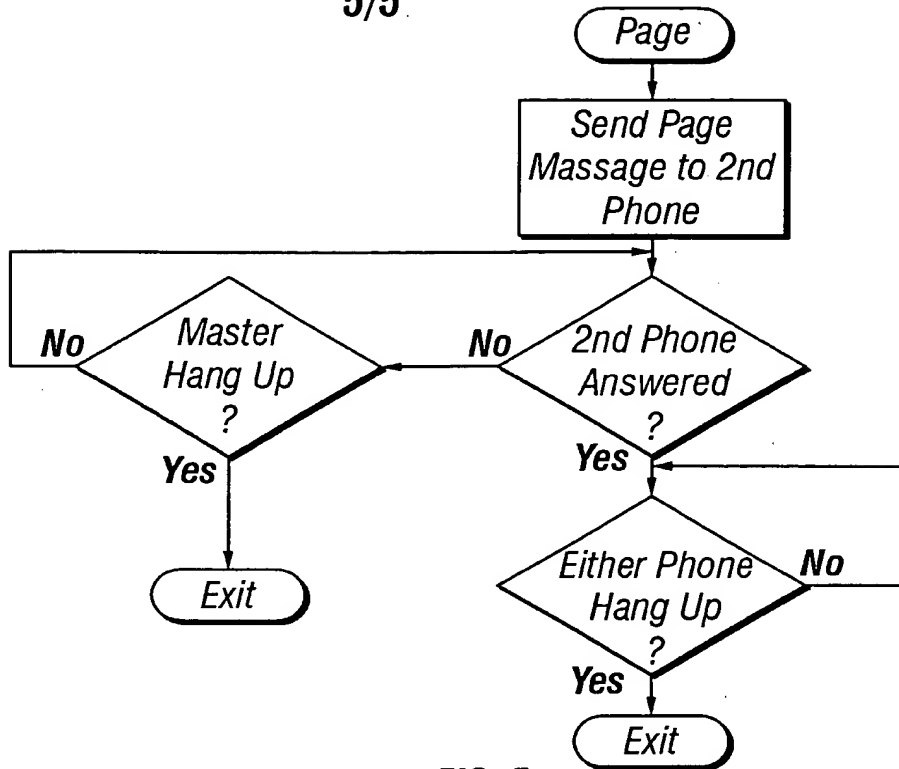 5/5
Page
Send Page
Massage to 2nd
Phone
No
Master
Hang Up
?
Yes
No
2nd Phone
Answered
?
Yes
Exit
Either Phone
Hang Up
?
No
Yes
Exit